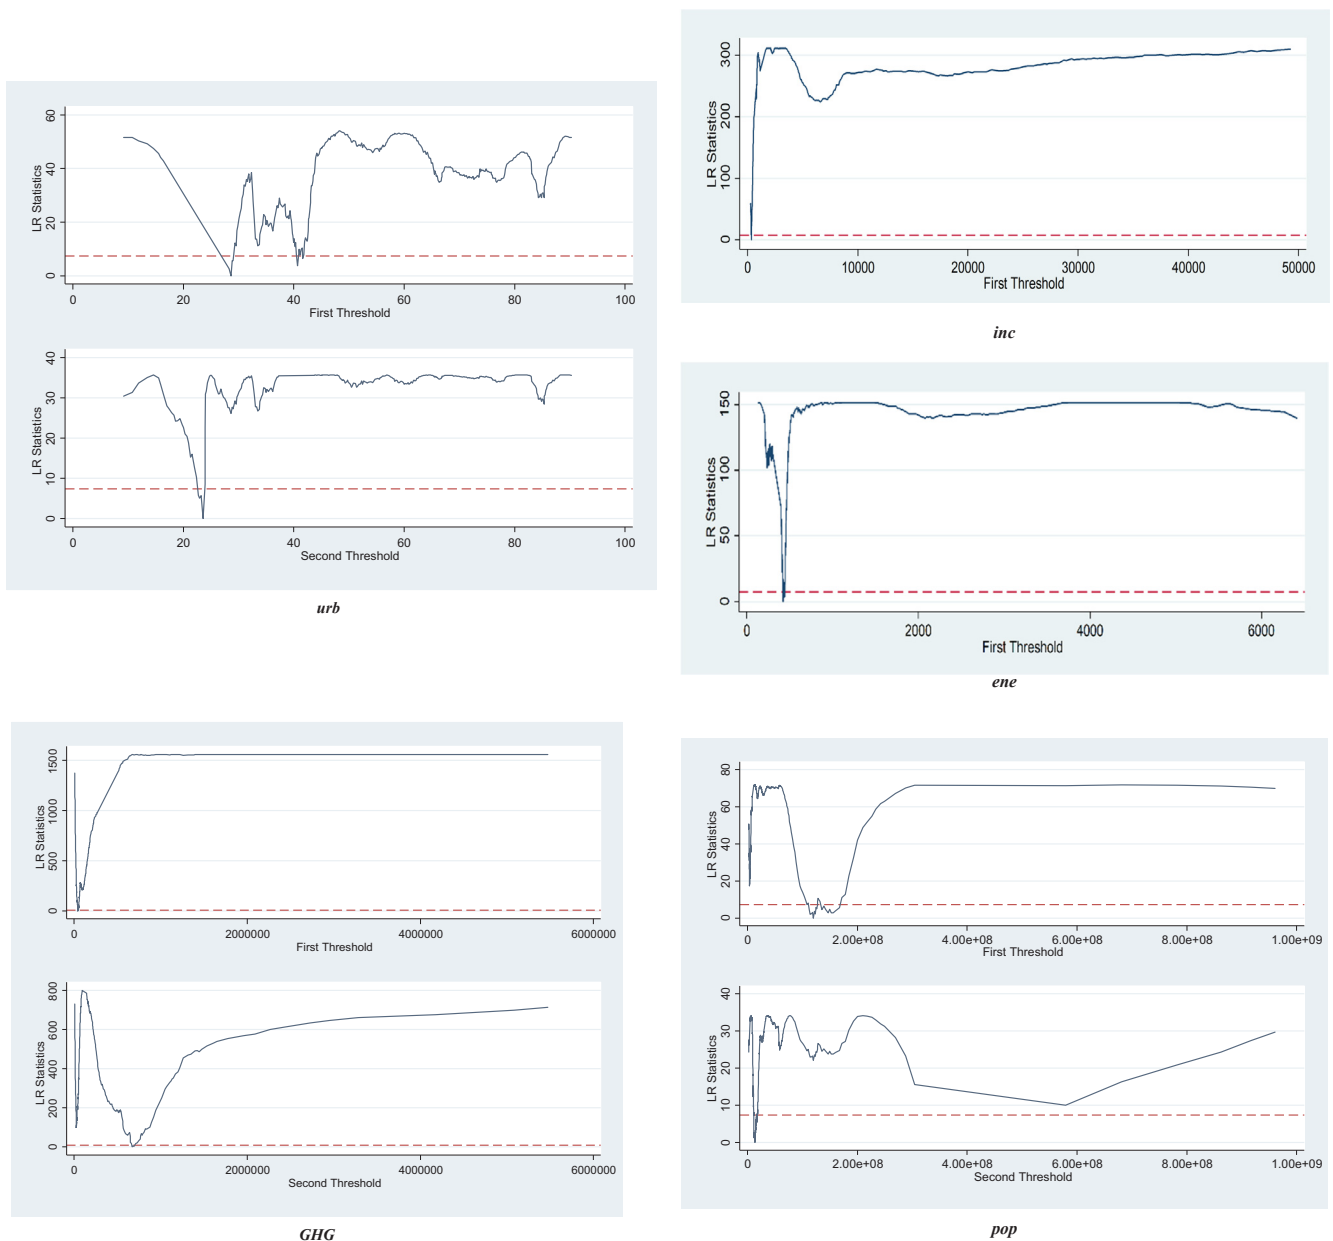 LR Statistics
60
40
20
0
0 20 40 60 80 100
First Threshold
LR Statistics
40
30
20
10
0
0 20 40 60 80 100
Second Threshold
urb
LR Statistics
300
200
100
0
10000 20000 30000 40000 50000
First Threshold
inc
LR Statistics
150
100
50
0
0 2000 4000 6000
First Threshold
ene
LR Statistics
1500
1000
500
0
0 2000000 4000000 6000000
First Threshold
LR Statistics
800
600
400
200
0
0 2000000 4000000 6000000
Second Threshold
GHG
LR Statistics
80
60
40
20
0
0 2.00e+08 4.00e+08 6.00e+08 8.00e+08 1.00e+09
First Threshold
LR Statistics
40
30
20
10
0
0 2.00e+08 4.00e+08 6.00e+08 8.00e+08 1.00e+09
Second Threshold
pop